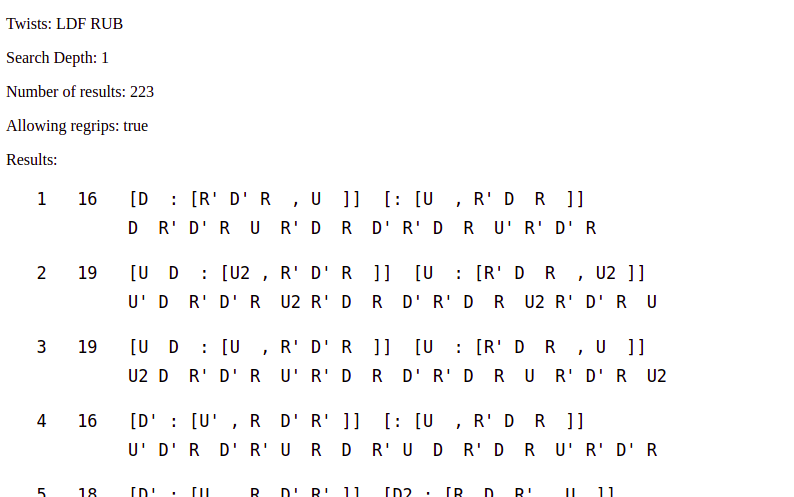 Twists: LDF RUB
Search Depth: 1
Number of results: 223
Allowing regrips: true
Results:
1 16 [D : [R' D' R , U ]] [: [U , R' D R ]]
D R' D' R U R' D R D' R' D R U' R' D' R
2 19 [U D : [U2 , R' D' R ]] [U : [R' D R , U2 ]]
U' D R' D' R U2 R' D R D' R' D R U2 R' D' R U
3 19 [U D : [U , R' D' R ]] [U : [R' D R , U ]]
U2 D R' D' R U' R' D R D' R' D R U R' D' R U2
4 16 [D' : [U' , R D' R' ]] [: [U , R' D R ]]
U' D' R D' R' U R D R' U D R' D R U' R' D' R
5 18 [D' : [U , R D' R' ]] [D2 : [R D R' , U ]]